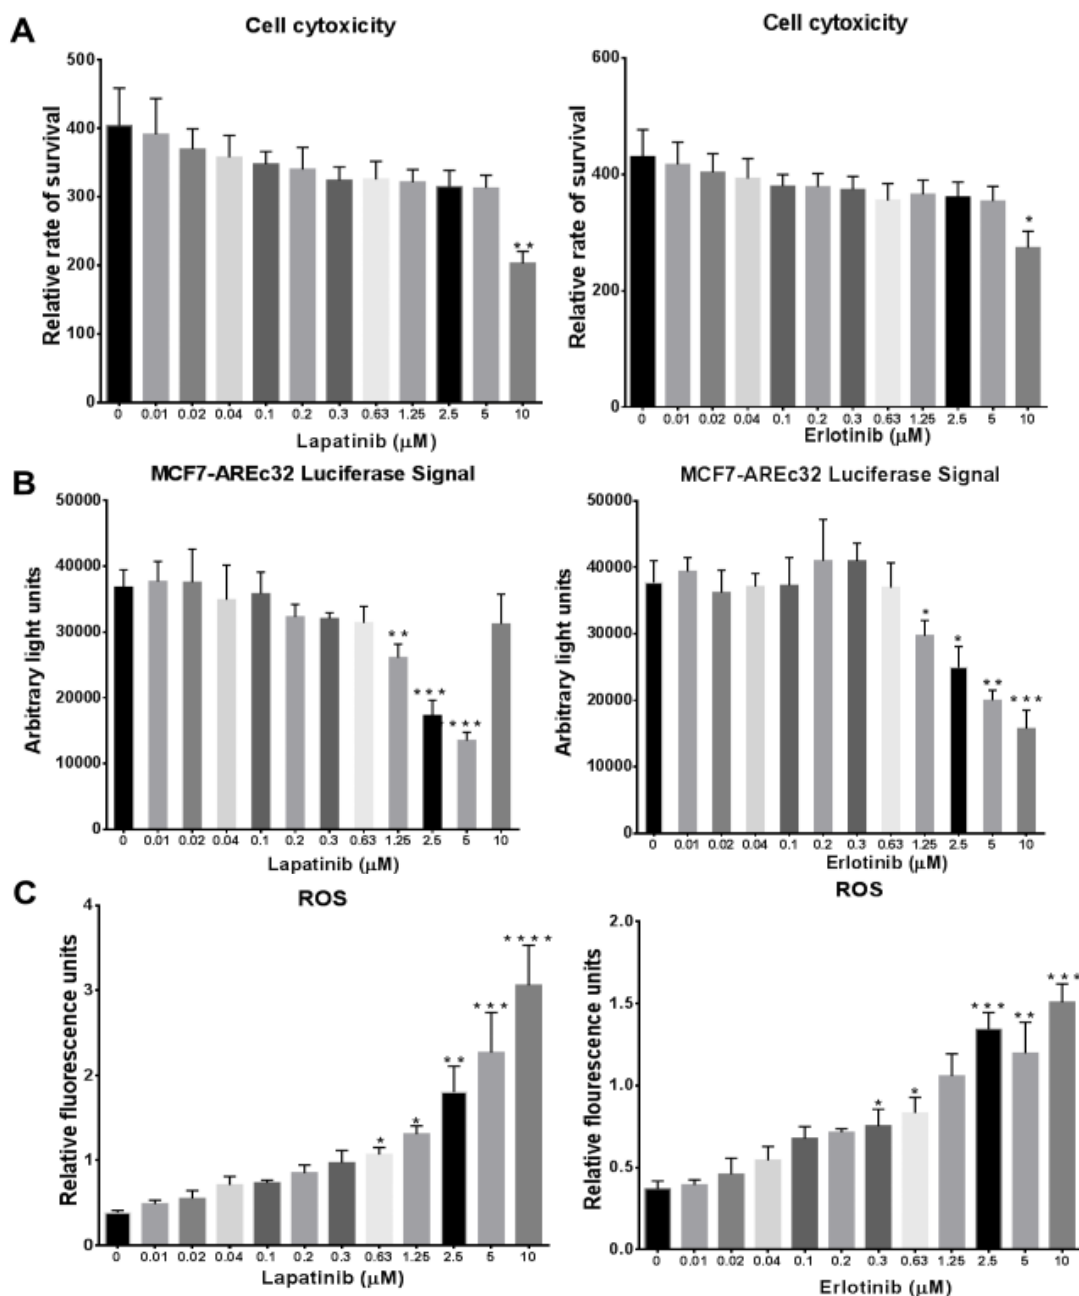 A
Cell cytoxicity
Relative rate of survival
500
400
300
200
100
0
**
0 0.01 0.02 0.04 0.1 0.2 0.3 0.63 1.25 2.5 5 10
Lapatinib (μM)
Cell cytoxicity
Relative rate of survival
600
400
200
0
*
0 0.01 0.02 0.04 0.1 0.2 0.3 0.63 1.25 2.5 5 10
Erlotinib (μM)
B
MCF7-AREc32 Luciferase Signal
Arbitrary light units
50000
40000
30000
20000
10000
0
**
***
***
0 0.01 0.02 0.04 0.1 0.2 0.3 0.63 1.25 2.5 5 10
Lapatinib (μM)
MCF7-AREc32 Luciferase Signal
Arbitrary light units
50000
40000
30000
20000
10000
0
*
*
**
***
0 0.01 0.02 0.04 0.1 0.2 0.3 0.63 1.25 2.5 5 10
Erlotinib (μM)
C
ROS
Relative fluorescence units
4
3
2
1
0
*
*
**
***
****
0 0.01 0.02 0.04 0.1 0.2 0.3 0.63 1.25 2.5 5 10
Lapatinib (μM)
ROS
Relative flourescence units
2.0
1.5
1.0
0.5
0.0
*
*
***
**
***
0 0.01 0.02 0.04 0.1 0.2 0.3 0.63 1.25 2.5 5 10
Erlotinib (μM)